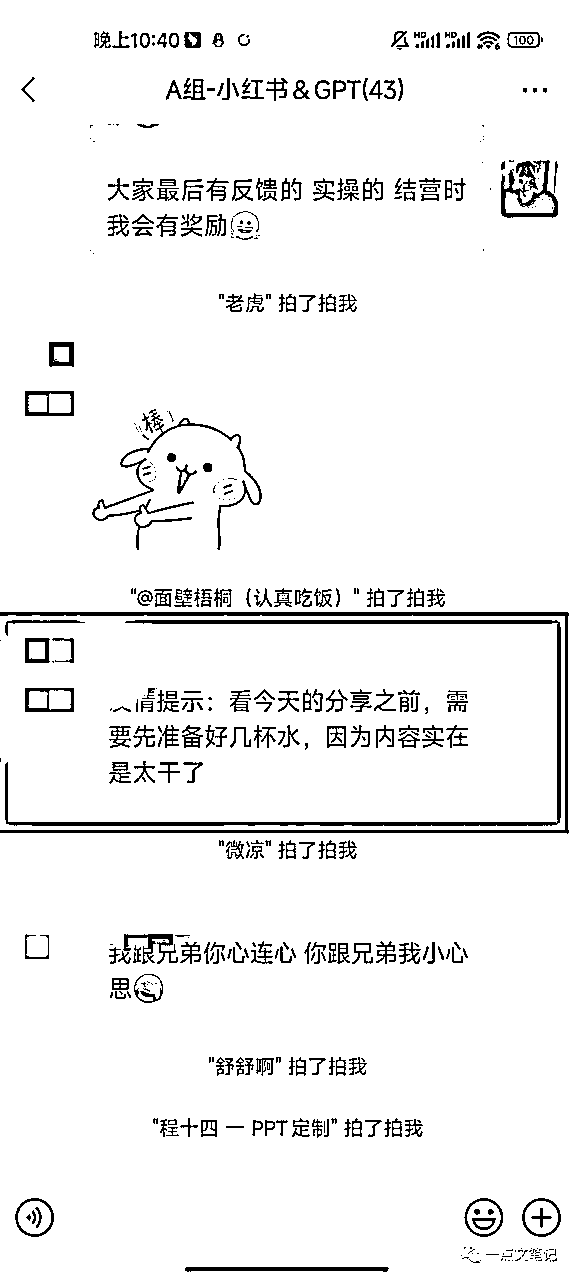 晚上10:40
HD HD 100
A组-小红书＆GPT(43)
大家最后有反馈的 实操的 结营时
我会有奖励
"老虎" 拍了拍我
棒
"@面壁梧桐（认真吃饭）" 拍了拍我
友情提示：看今天的分享之前，需
要先准备好几杯水，因为内容实在
是太干了
"微凉" 拍了拍我
我跟兄弟你心连心 你跟兄弟我小心
思
"舒舒啊" 拍了拍我
"程十四 — PPT定制" 拍了拍我
一点文笔记